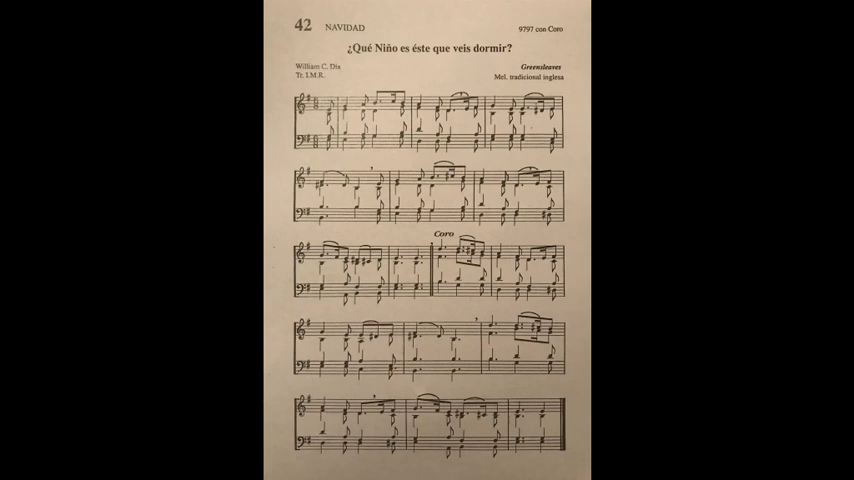 42 NAVIDAD 9797 con Coro
¿Qué Niño es éste que veis dormir?
William C. Dix Greensleaves
Tr. I.M.R. Mel. tradicional inglesa
Coro